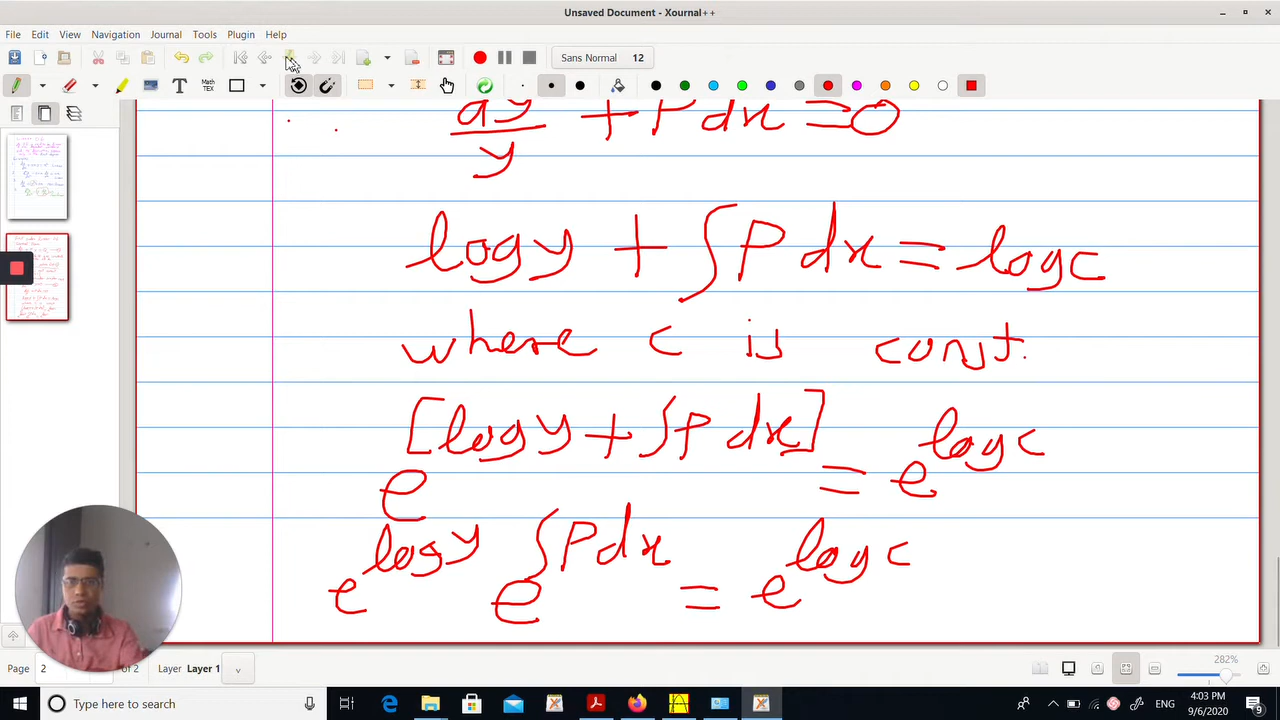 Unsaved Document - Xournal++
File Edit View Navigation Journal Tools Plugin Help
Sans Normal 12
T Math TEX
dy/y + P dx = 0
log y + ∫ P dx = log c
where c is const.
e^[log y + ∫ P dx] = e^log c
e^log y e^∫ P dx = e^log c
Page 2 of 2 Layer Layer 1
282%
Type here to search
4:03 PM
9/6/2020